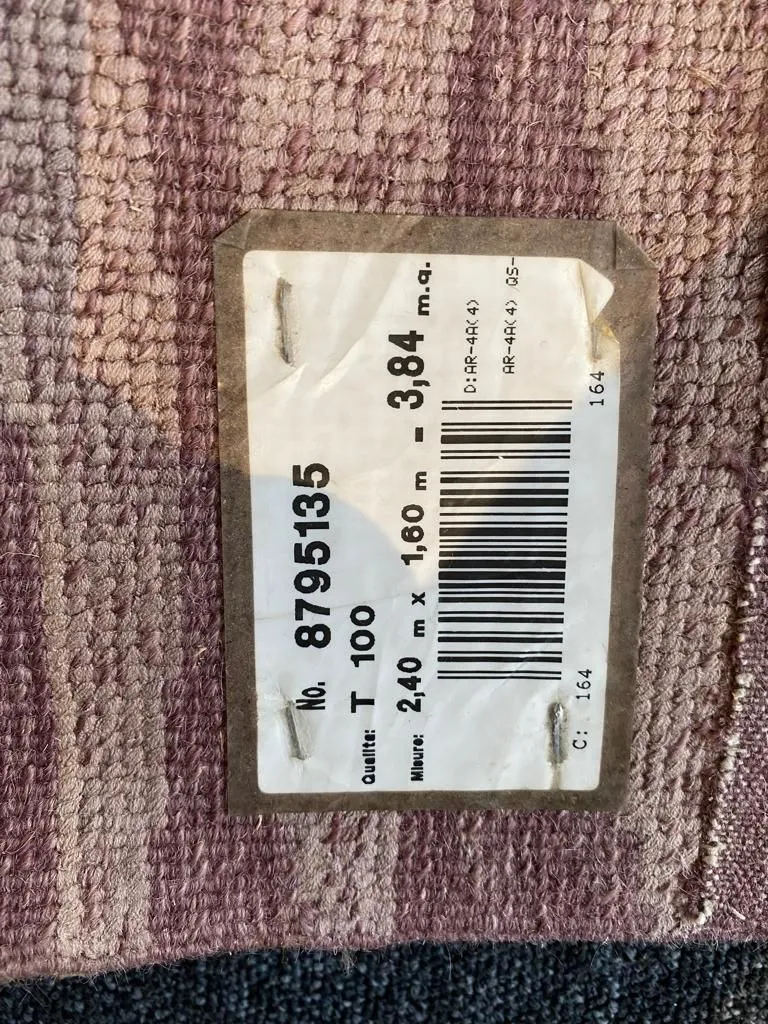 No. 8795135
Qualite: T 100
Misure: 2,40 m x 1,60 m = 3,84 m.q.
D:AR-4A(4)
AR-4A(4) QS-
C: 164 164